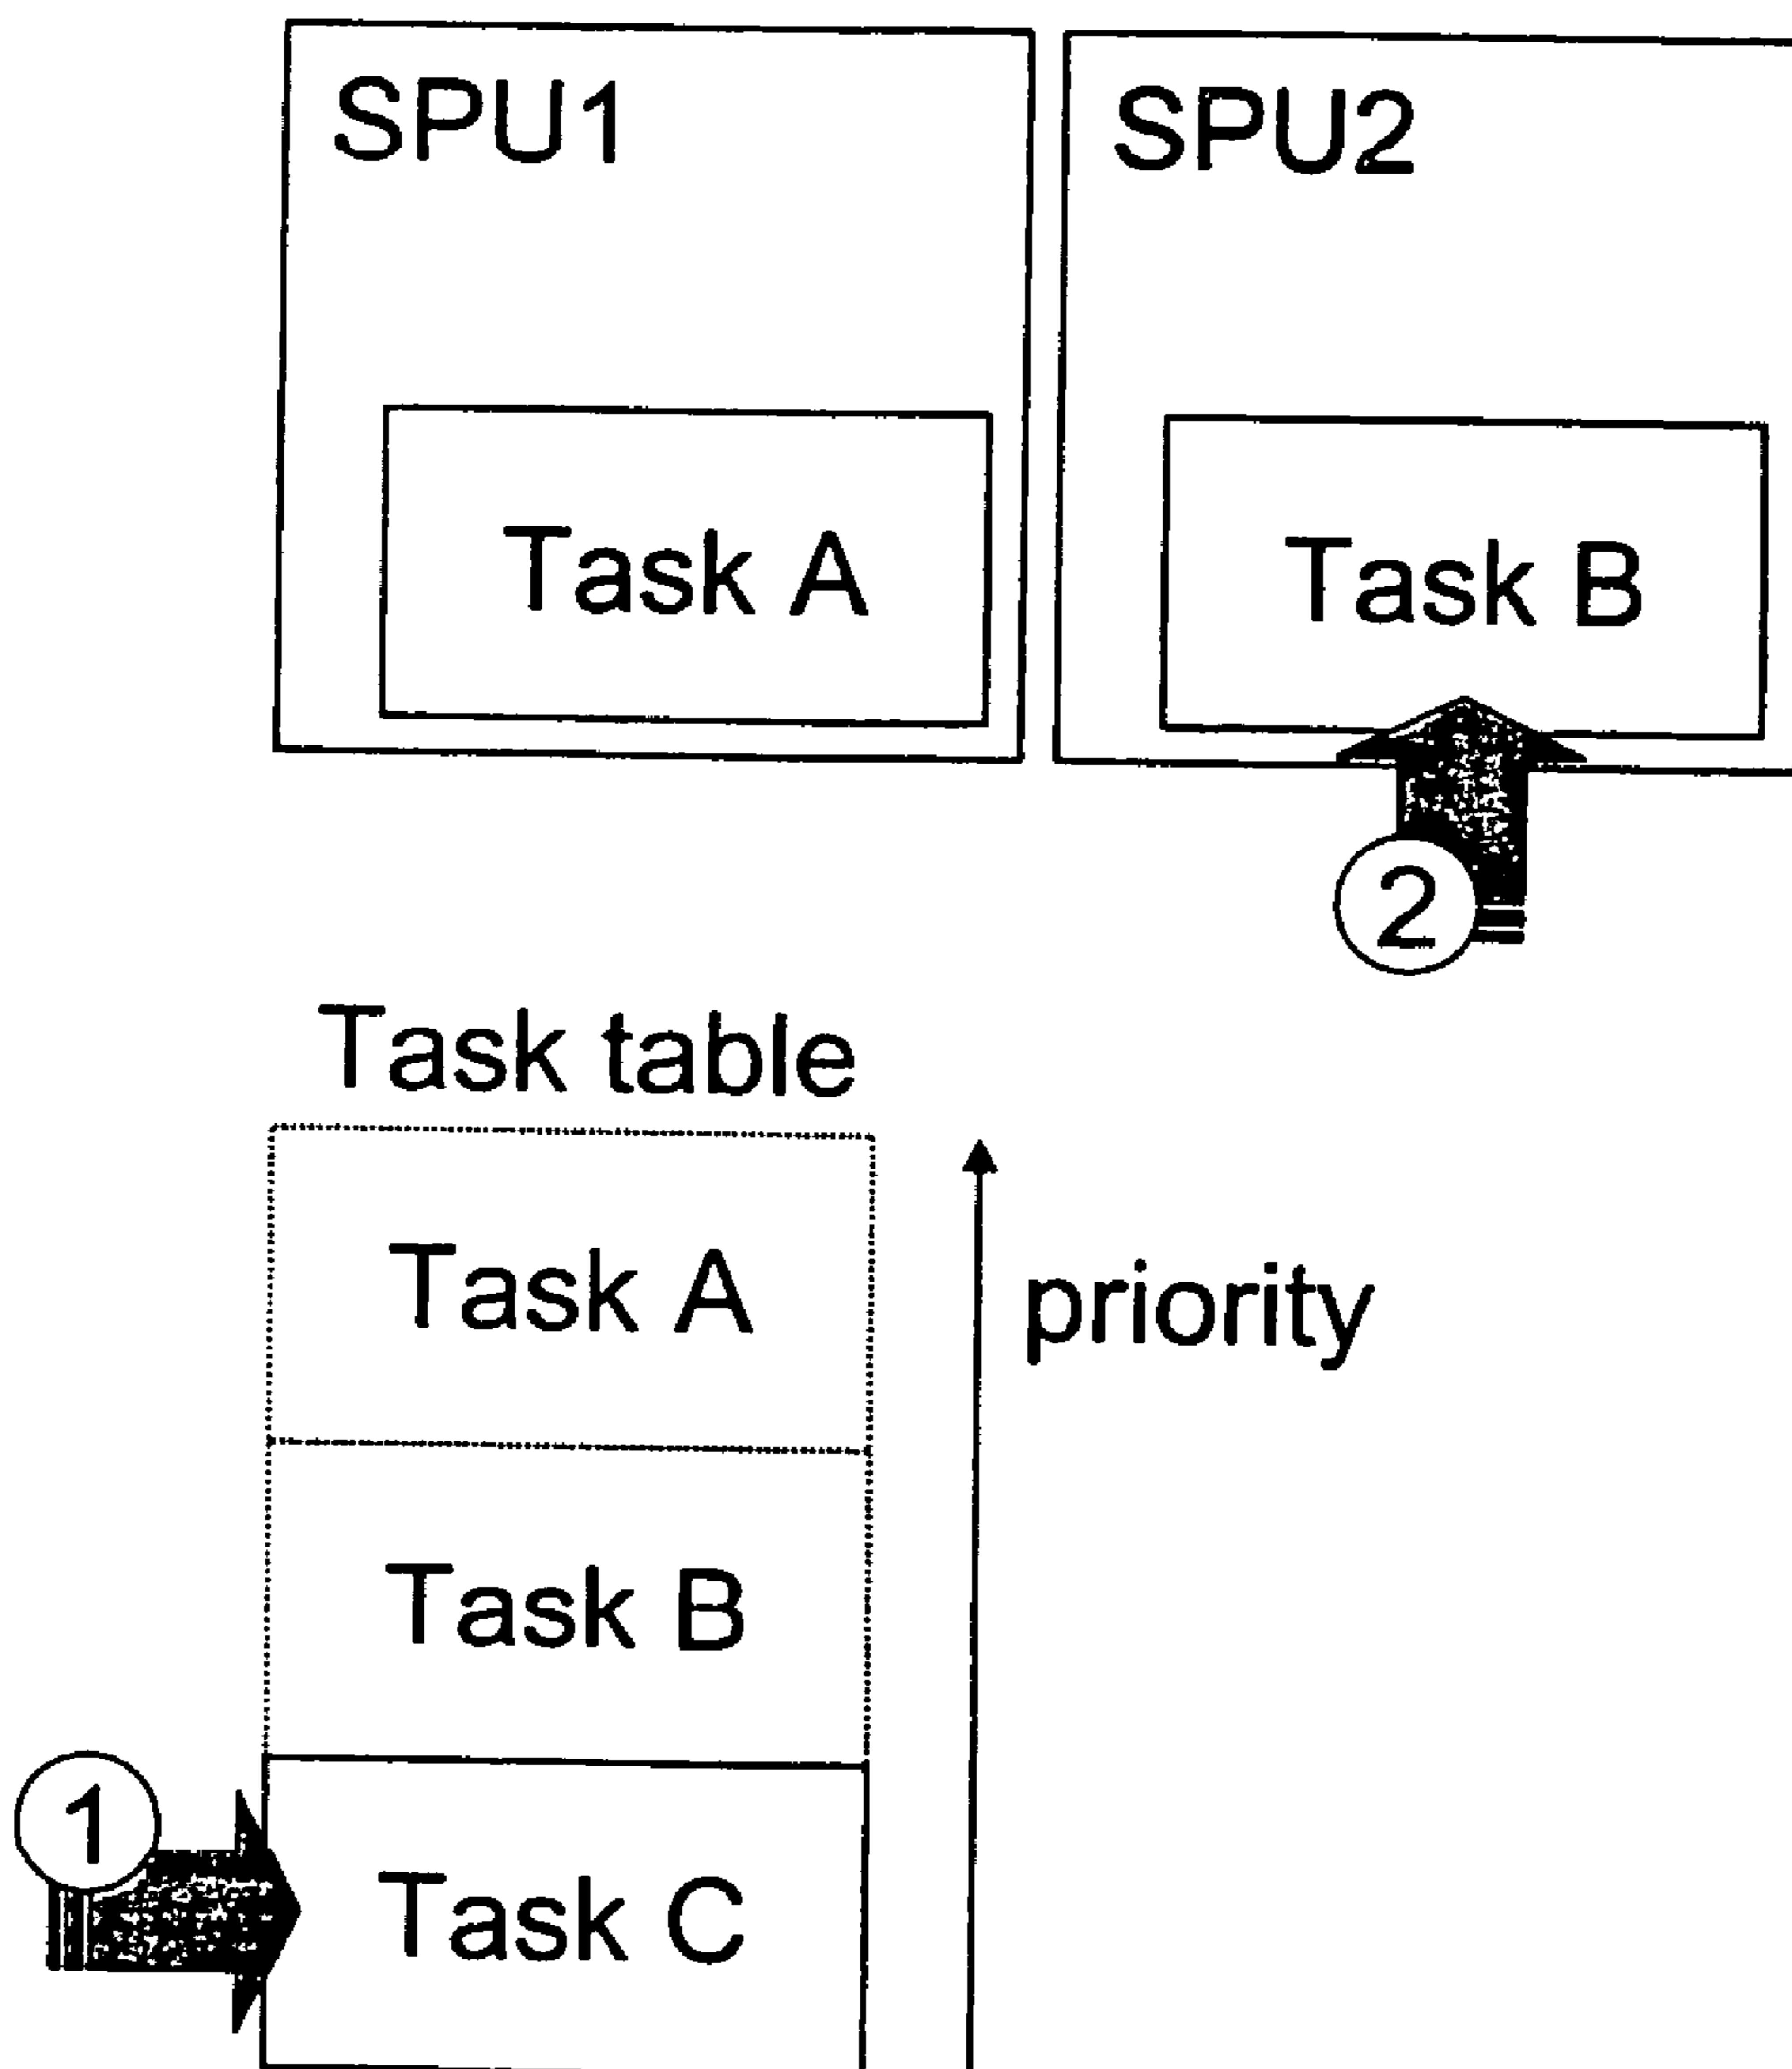 SPU1
SPU2
Task A
Task B
2
Task table
Task A
priority
Task B
1
Task C